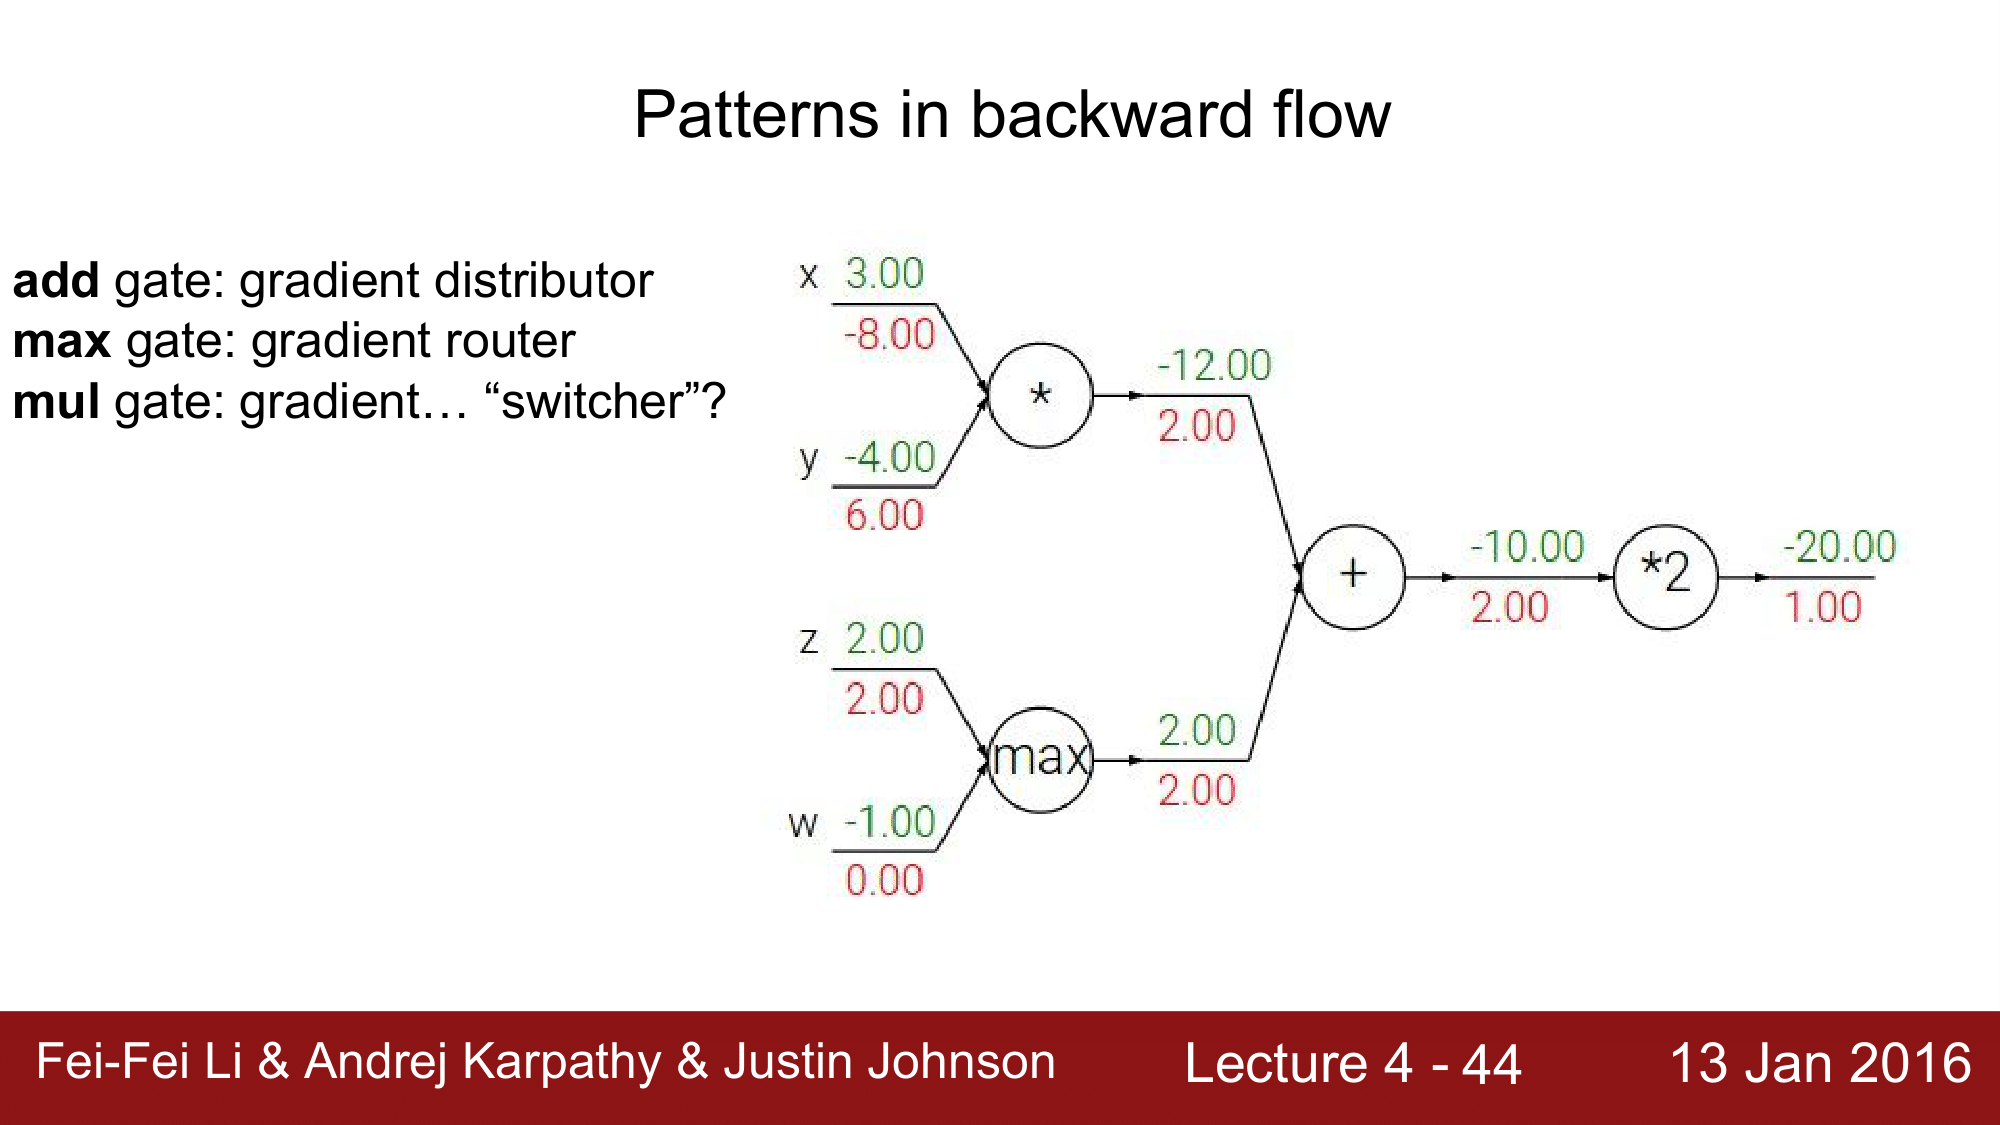 Patterns in backward flow
add gate: gradient distributor
max gate: gradient router
mul gate: gradient… “switcher”?
x 3.00
-8.00
*
-12.00
2.00
y -4.00
6.00
+
-10.00
2.00
*2
-20.00
1.00
z 2.00
2.00
max
2.00
2.00
w -1.00
0.00
Fei-Fei Li & Andrej Karpathy & Justin Johnson
Lecture 4 - 44
13 Jan 2016